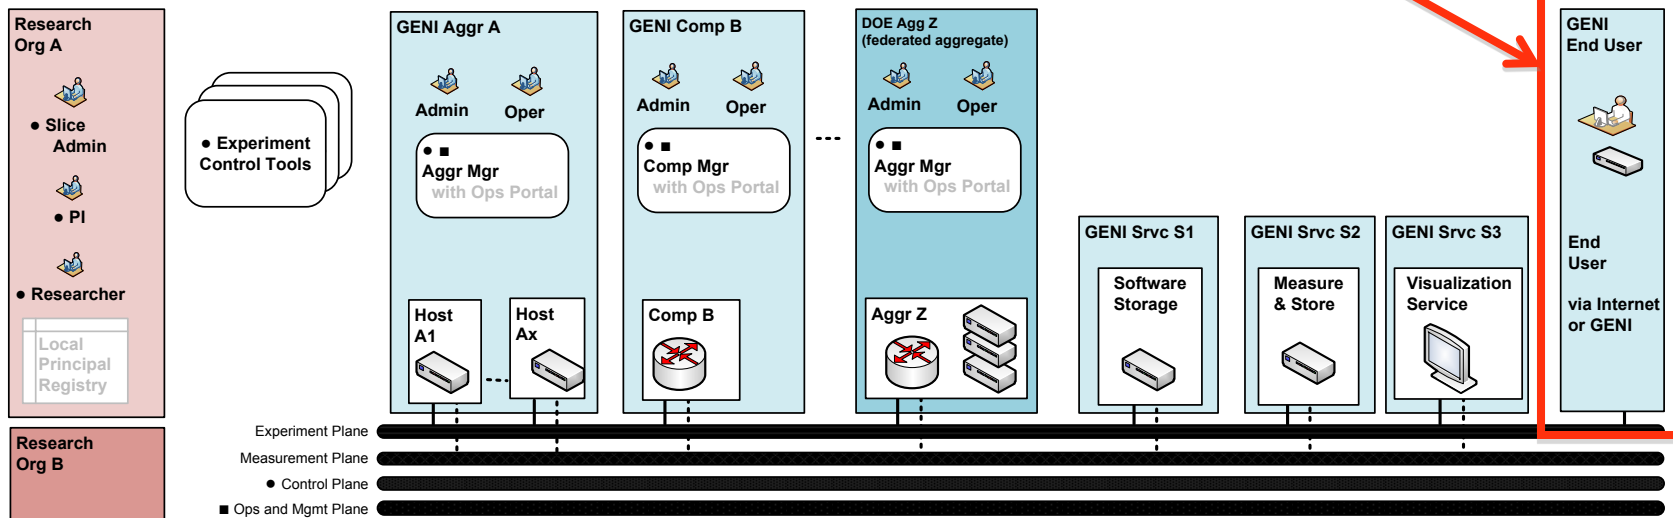 Research
Org A
● Slice
Admin
● PI
● Researcher
Local
Principal
Registry
Research
Org B
● Experiment
Control Tools
GENI Aggr A
Admin
Oper
● ■
Aggr Mgr
with Ops Portal
Host
A1
Host
Ax
GENI Comp B
Admin
Oper
● ■
Comp Mgr
with Ops Portal
Comp B
DOE Agg Z
(federated aggregate)
Admin
Oper
● ■
Aggr Mgr
with Ops Portal
Aggr Z
GENI Srvc S1
Software
Storage
GENI Srvc S2
Measure
& Store
GENI Srvc S3
Visualization
Service
GENI
End User
End
User
via Internet
or GENI
Experiment Plane
Measurement Plane
● Control Plane
■ Ops and Mgmt Plane